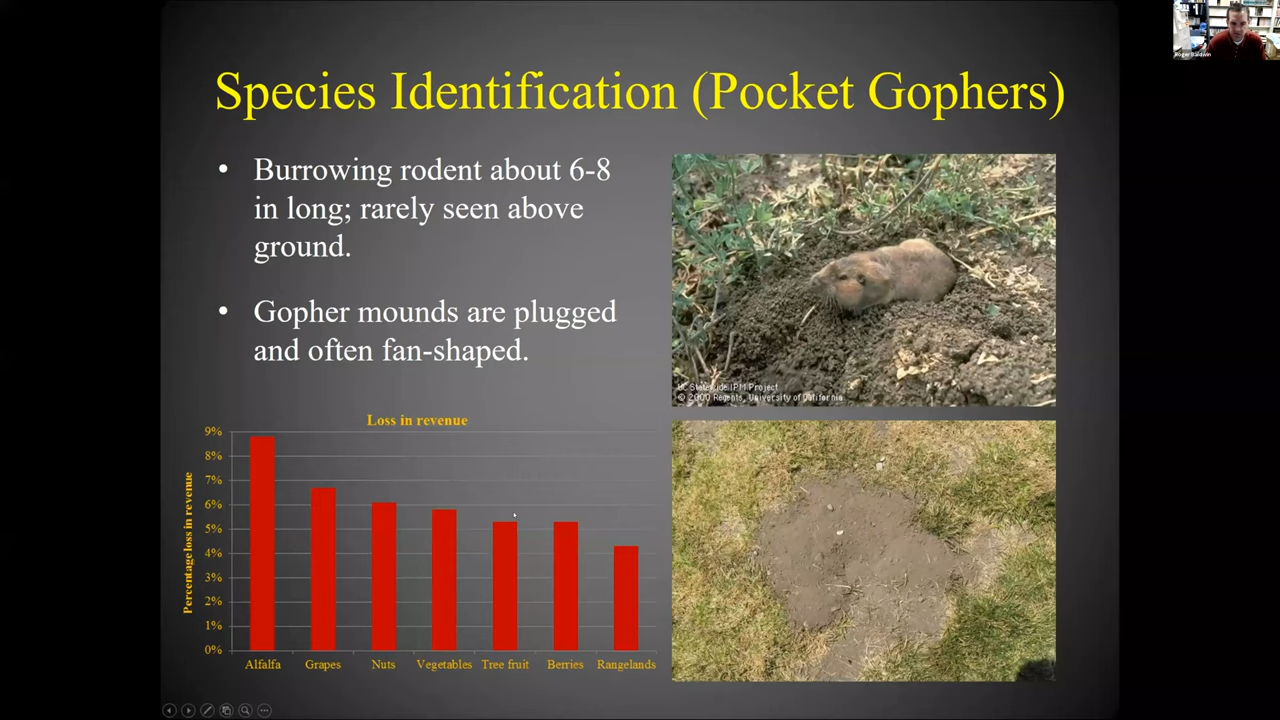 Species Identification (Pocket Gophers)
• Burrowing rodent about 6-8
in long; rarely seen above
ground.
• Gopher mounds are plugged
and often fan-shaped.
UC Statewide IPM Project
© 2000 Regents, University of California
Loss in revenue
Percentage loss in revenue
9%
8%
7%
6%
5%
4%
3%
2%
1%
0%
Alfalfa Grapes Nuts Vegetables Tree fruit Berries Rangelands
Roger Baldwin